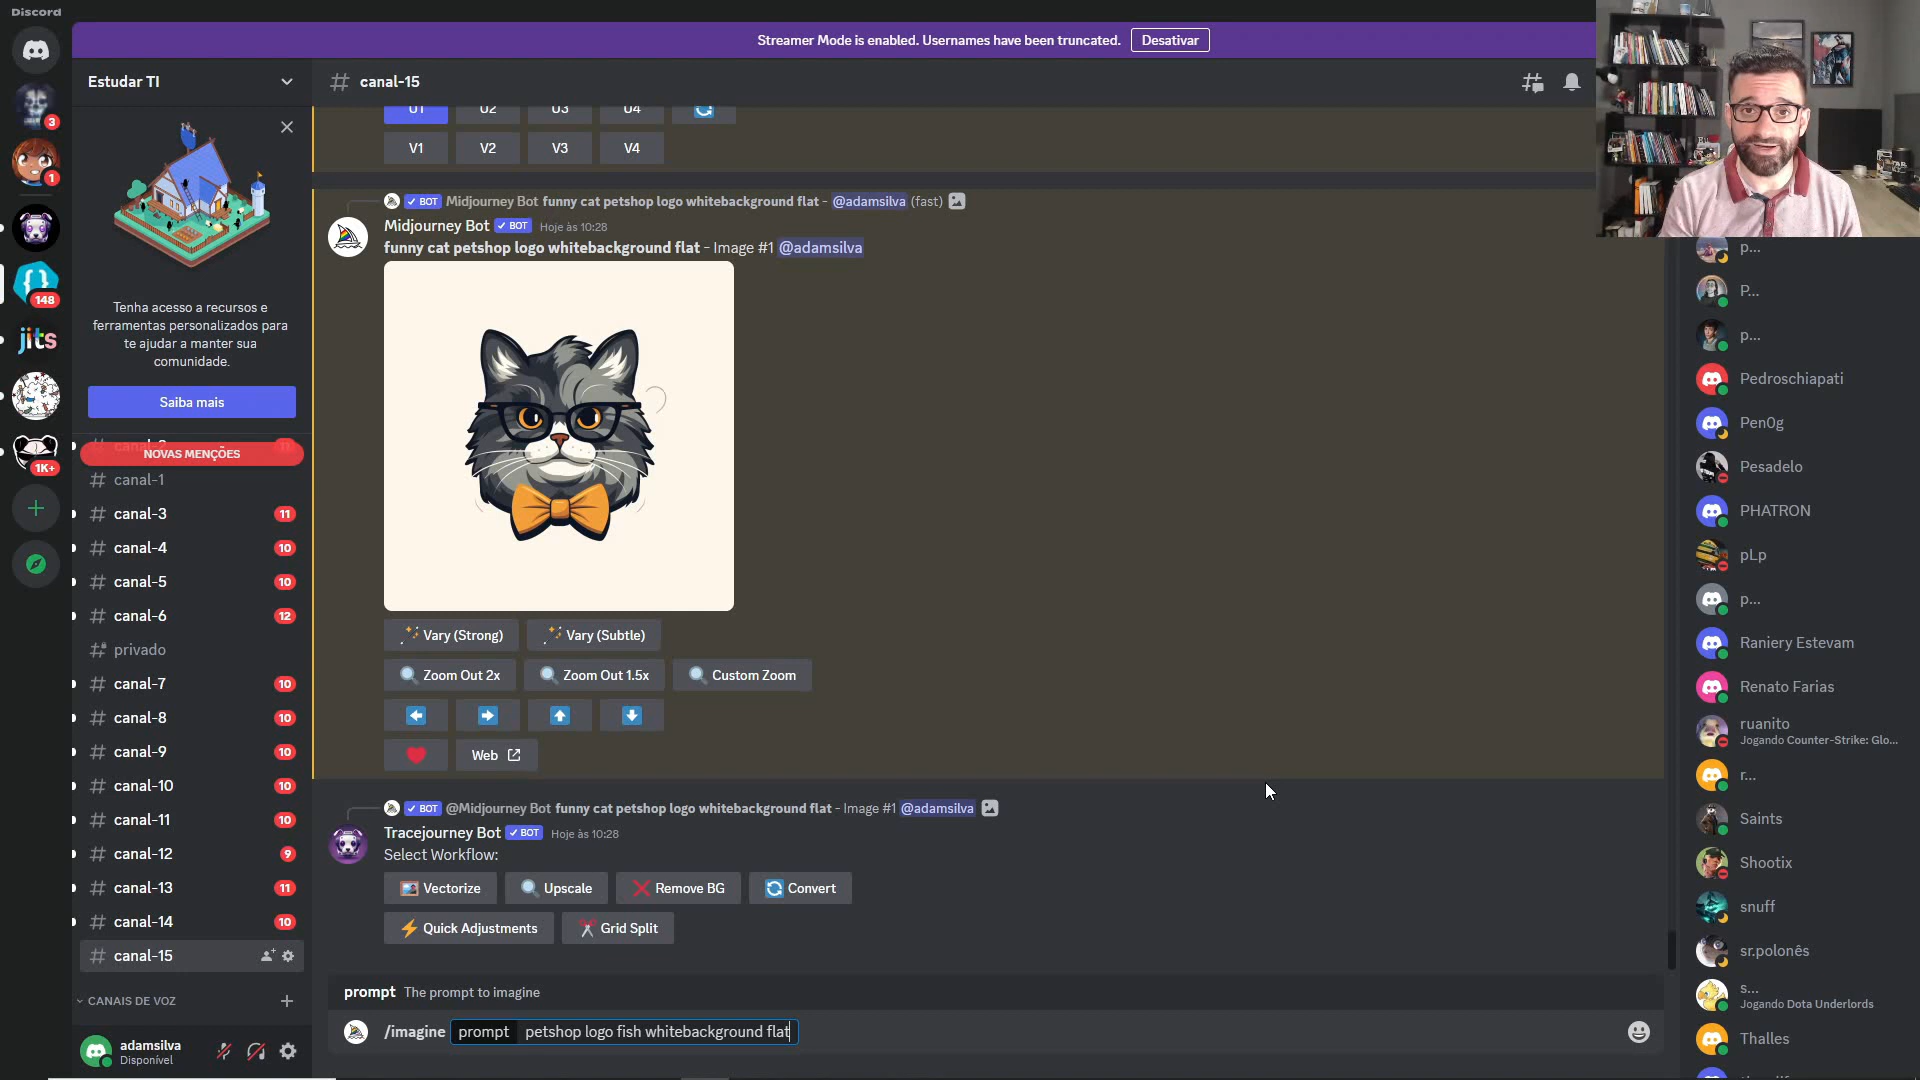 Discord
Streamer Mode is enabled. Usernames have been truncated.
Desativar
Estudar TI
canal-15
3
1
148
jits
1K+
Tenha acesso a recursos e
ferramentas personalizados para
te ajudar a manter sua
comunidade.
Saiba mais
canal-2 11
NOVAS MENÇÕES
canal-1
canal-3 11
canal-4 10
canal-5 10
canal-6 12
privado
canal-7 10
canal-8 10
canal-9 10
canal-10 10
canal-11 10
canal-12 9
canal-13 11
canal-14 10
canal-15
CANAIS DE VOZ
adamsilva
Disponível
U1 U2 U3 U4
V1 V2 V3 V4
BOT Midjourney Bot funny cat petshop logo whitebackground flat - @adamsilva (fast)
Midjourney Bot BOT Hoje às 10:28
funny cat petshop logo whitebackground flat - Image #1 @adamsilva
Vary (Strong) Vary (Subtle)
Zoom Out 2x Zoom Out 1.5x Custom Zoom
Web
BOT @Midjourney Bot funny cat petshop logo whitebackground flat - Image #1 @adamsilva
Tracejourney Bot BOT Hoje às 10:28
Select Workflow:
Vectorize Upscale Remove BG Convert
Quick Adjustments Grid Split
prompt The prompt to imagine
/imagine prompt petshop logo fish whitebackground flat
p...
P...
p...
Pedroschiapati
Pen0g
Pesadelo
PHATRON
pLp
p...
Raniery Estevam
Renato Farias
ruanito
Jogando Counter-Strike: Glo...
r...
Saints
Shootix
snuff
sr.polonês
s...
Jogando Dota Underlords
Thalles